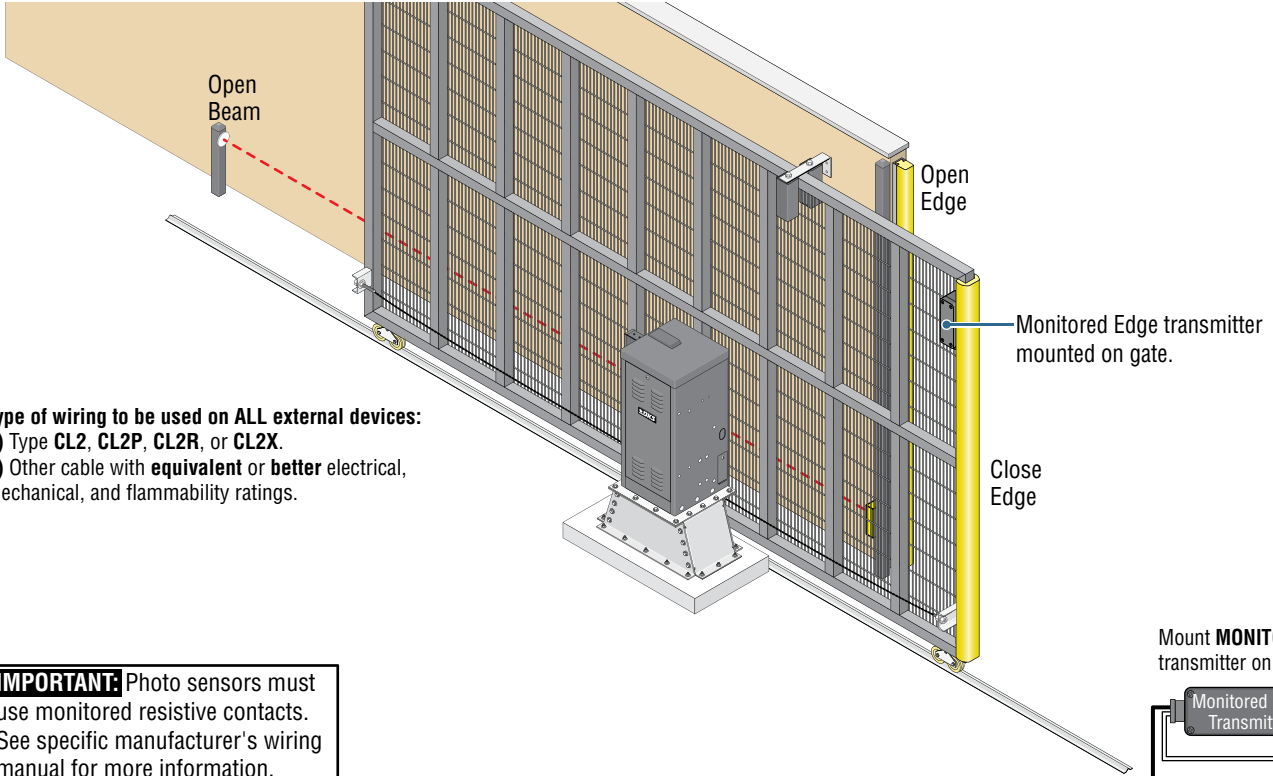 Open
Beam
Open
Edge
Monitored Edge transmitter
mounted on gate.
ype of wiring to be used on ALL external devices:
) Type CL2, CL2P, CL2R, or CL2X.
) Other cable with equivalent or better electrical,
echanical, and flammability ratings.
Close
Edge
IMPORTANT: Photo sensors must
use monitored resistive contacts.
See specific manufacturer's wiring
manual for more information.
Mount MONITO
transmitter on
Monitored
Transmit